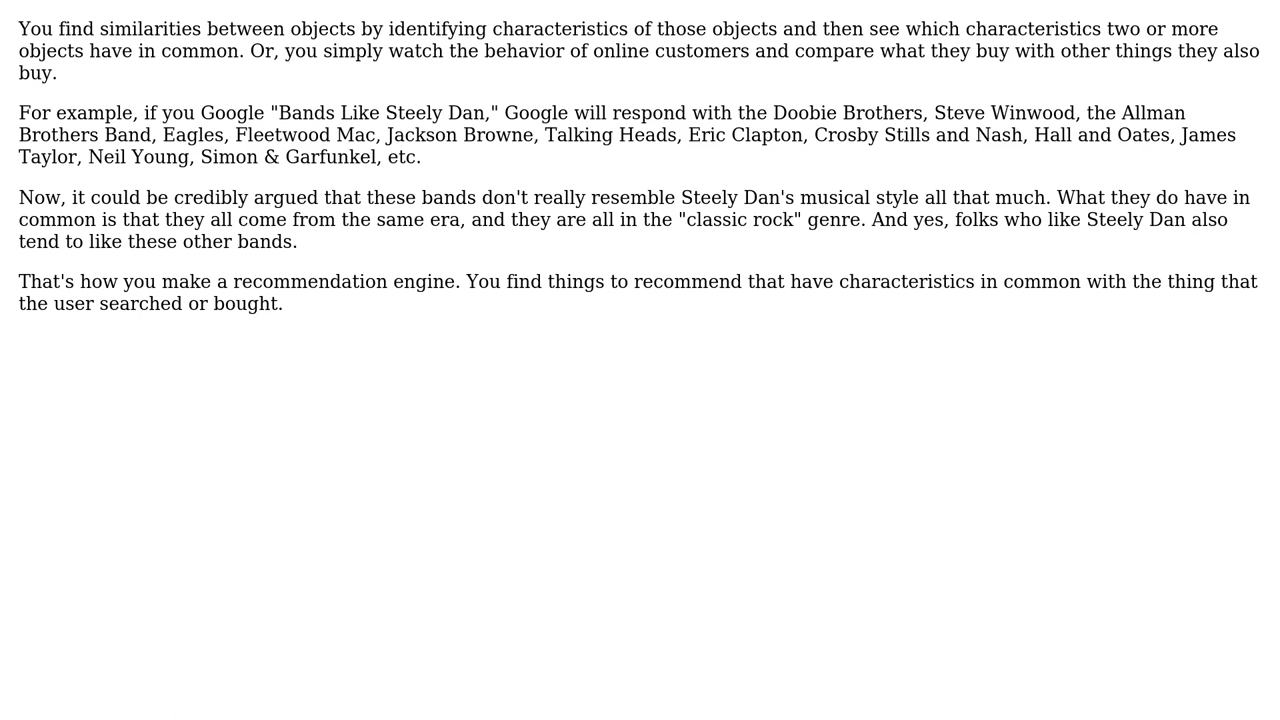 You find similarities between objects by identifying characteristics of those objects and then see which characteristics two or more
objects have in common. Or, you simply watch the behavior of online customers and compare what they buy with other things they also
buy.
For example, if you Google "Bands Like Steely Dan," Google will respond with the Doobie Brothers, Steve Winwood, the Allman
Brothers Band, Eagles, Fleetwood Mac, Jackson Browne, Talking Heads, Eric Clapton, Crosby Stills and Nash, Hall and Oates, James
Taylor, Neil Young, Simon & Garfunkel, etc.
Now, it could be credibly argued that these bands don't really resemble Steely Dan's musical style all that much. What they do have in
common is that they all come from the same era, and they are all in the "classic rock" genre. And yes, folks who like Steely Dan also
tend to like these other bands.
That's how you make a recommendation engine. You find things to recommend that have characteristics in common with the thing that
the user searched or bought.